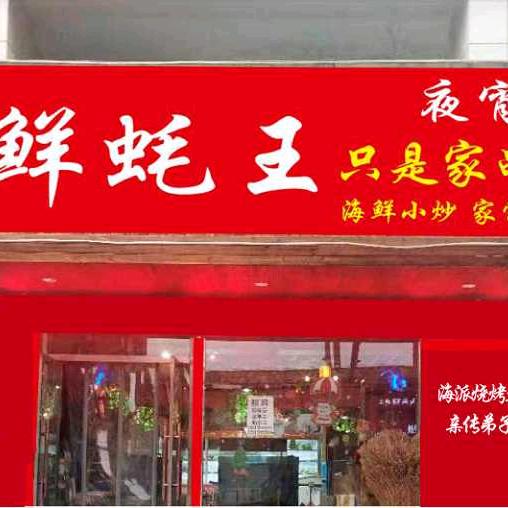 鲜蚝王
夜宵
只是家
海鲜小炒 家
海派烧烤
亲传弟子